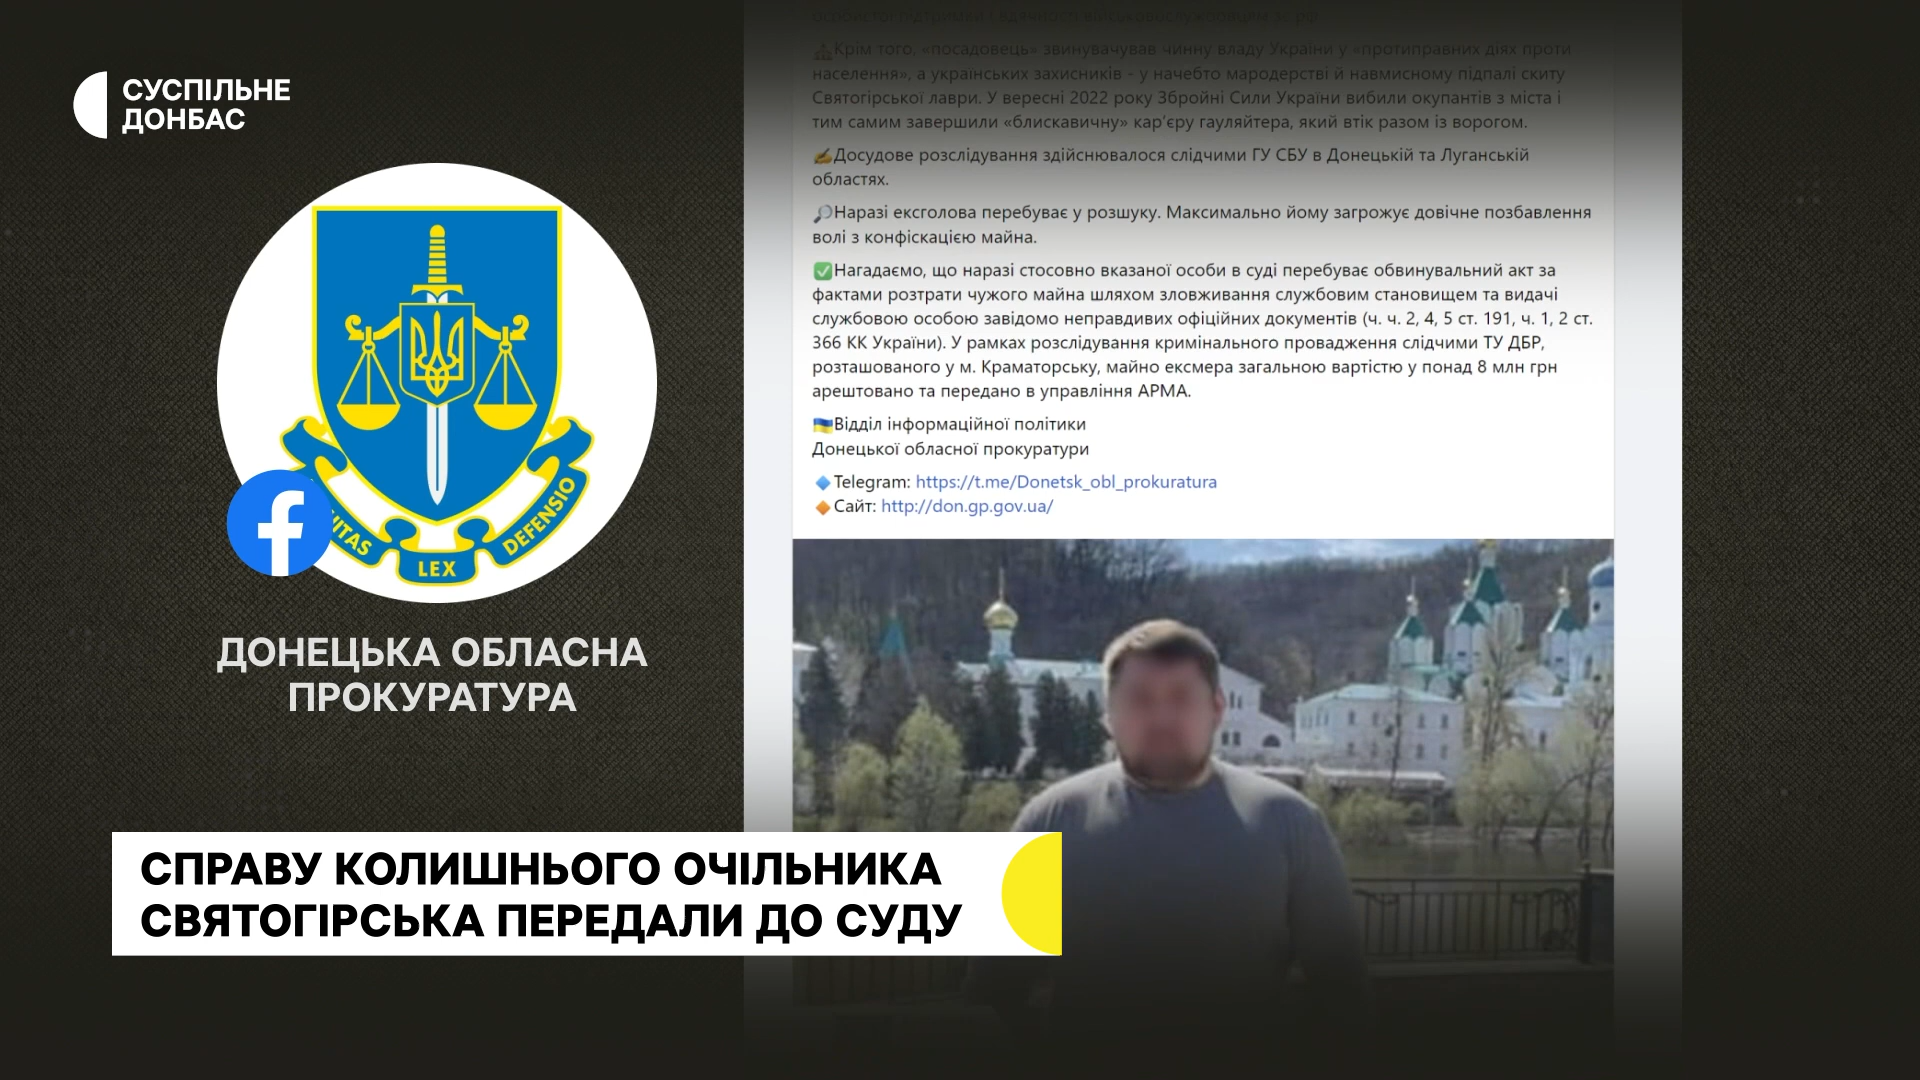 СУСПІЛЬНЕ
ДОНБАС
ITAS
LEX
DEFENSIO
ДОНЕЦЬКА ОБЛАСНА
ПРОКУРАТУРА
Крім того, «посадовець» звинувачував чинну владу України у «протиправних діях проти
населення», а українських захисників - у начебто мародерстві й навмисному підпалі скиту
Святогірської лаври. У вересні 2022 року Збройні Сили України вибили окупантів з міста і
тим самим завершили «блискавичну» кар’єру гауляйтера, який втік разом із ворогом.
Досудове розслідування здійснювалося слідчими ГУ СБУ в Донецькій та Луганській
областях.
Наразі ексголова перебуває у розшуку. Максимально йому загрожує довічне позбавлення
волі з конфіскацією майна.
Нагадаємо, що наразі стосовно вказаної особи в суді перебуває обвинувальний акт за
фактами розтрати чужого майна шляхом зловживання службовим становищем та видачі
службовою особою завідомо неправдивих офіційних документів (ч. ч. 2, 4, 5 ст. 191, ч. 1, 2 ст.
366 КК України). У рамках розслідування кримінального провадження слідчими ТУ ДБР,
розташованого у м. Краматорську, майно ексмера загальною вартістю у понад 8 млн грн
арештовано та передано в управління АРМА.
Відділ інформаційної політики
Донецької обласної прокуратури
Telegram: https://t.me/Donetsk_obl_prokuratura
Сайт: http://don.gp.gov.ua/
СПРАВУ КОЛИШНЬОГО ОЧІЛЬНИКА
СВЯТОГІРСЬКА ПЕРЕДАЛИ ДО СУДУ